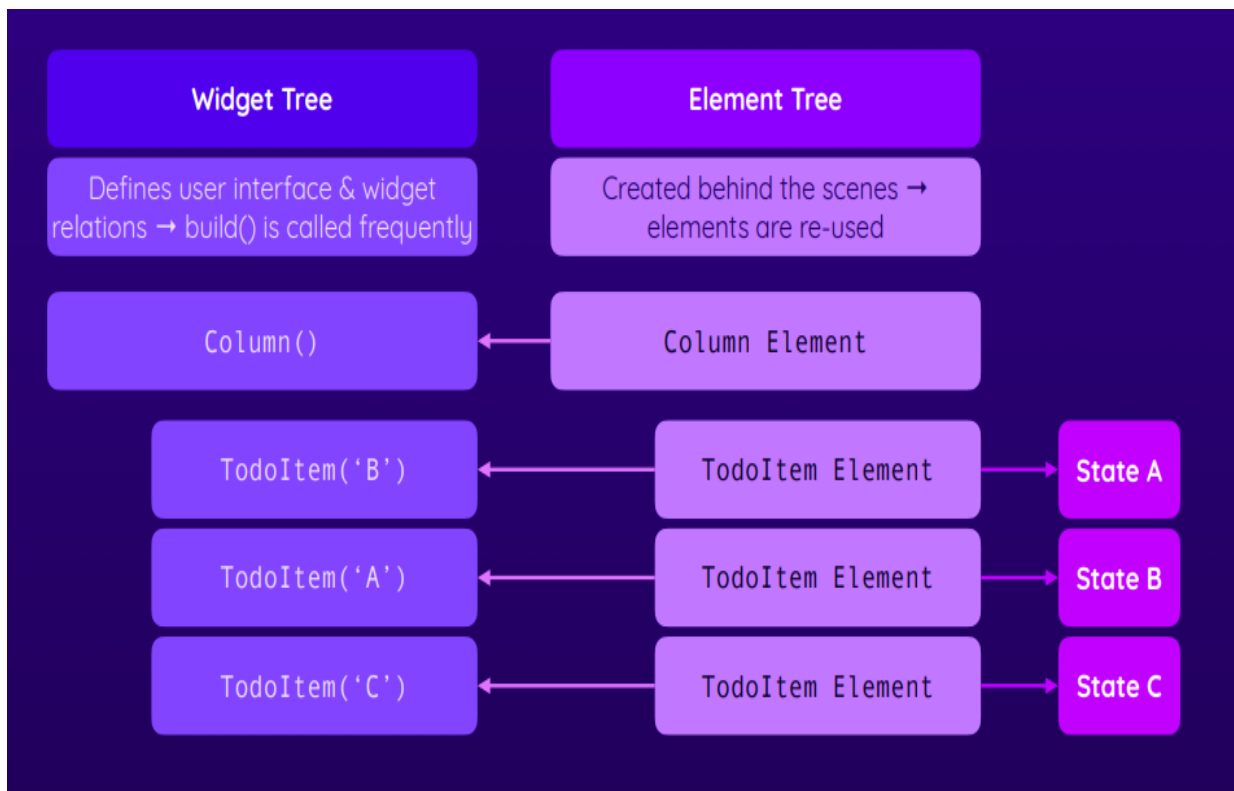 Widget Tree
Element Tree
Defines user interface & widget
relations → build() is called frequently
Created behind the scenes →
elements are re-used
Column()
Column Element
TodoItem(‘B’)
TodoItem Element
State A
TodoItem(‘A’)
TodoItem Element
State B
TodoItem(‘C’)
TodoItem Element
State C